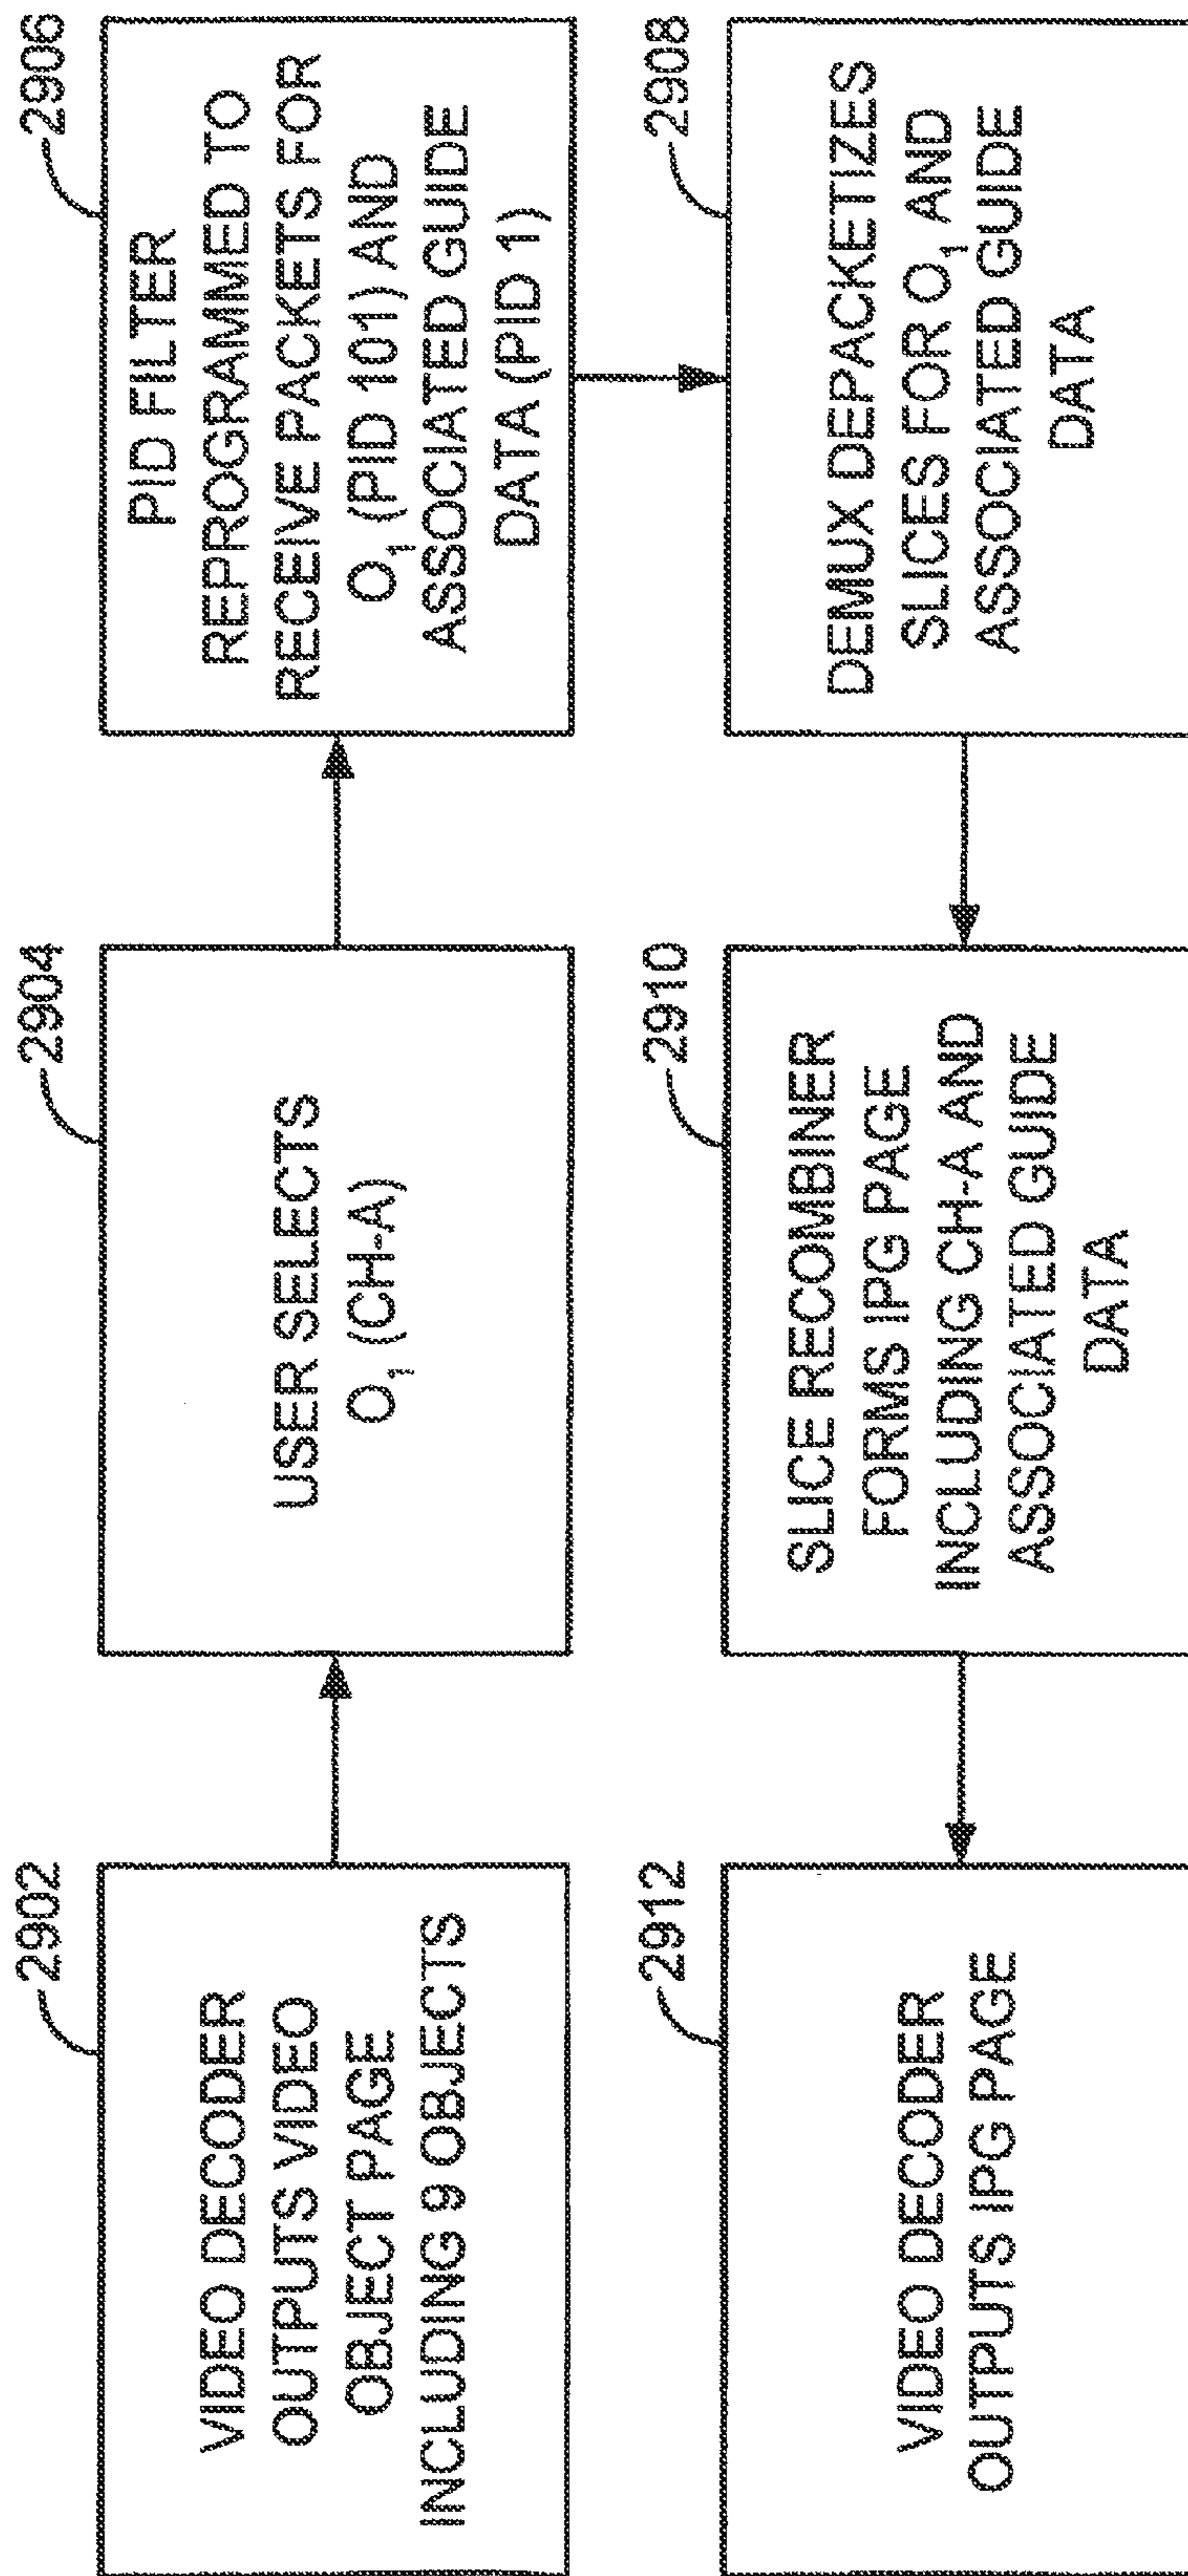 2902
VIDEO DECODER
OUTPUTS VIDEO
OBJECT PAGE
INCLUDING 9 OBJECTS
2904
USER SELECTS
O₁ (CH-A)
2906
PID FILTER
REPROGRAMMED TO
RECEIVE PACKETS FOR
O₁ (PID 101) AND
ASSOCIATED GUIDE
DATA (PID 1)
2908
DEMUX DEPACKETIZES
SLICES FOR O₁ AND
ASSOCIATED GUIDE
DATA
2910
SLICE RECOMBINER
FORMS IPG PAGE
INCLUDING CH-A AND
ASSOCIATED GUIDE
DATA
2912
VIDEO DECODER
OUTPUTS IPG PAGE